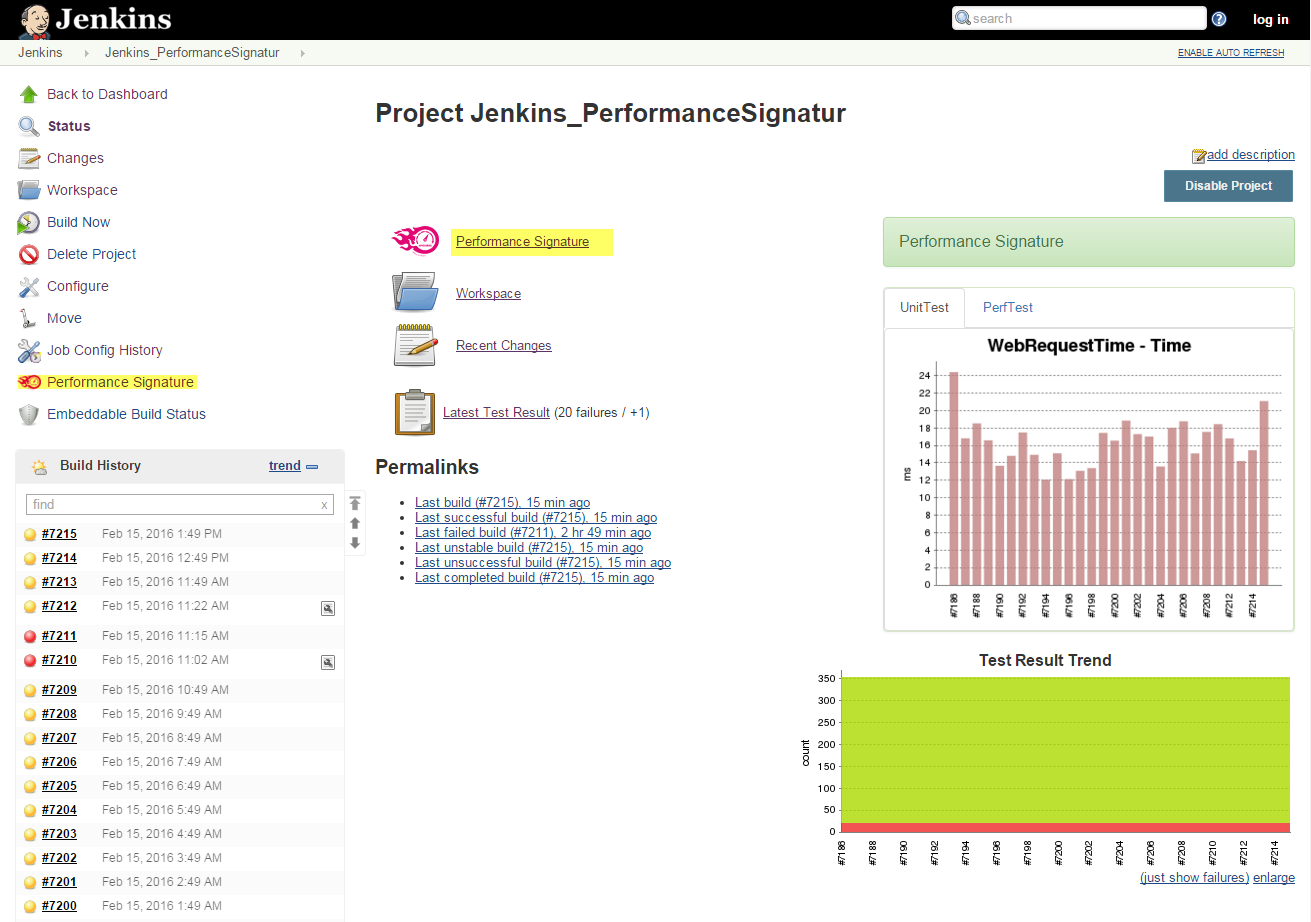 Jenkins
search
log in
Jenkins
Jenkins_PerformanceSignatur
ENABLE AUTO REFRESH
Back to Dashboard
Status
Changes
Workspace
Build Now
Delete Project
Configure
Move
Job Config History
Performance Signature
Embeddable Build Status
Build History trend
find x
#7215 Feb 15, 2016 1:49 PM
#7214 Feb 15, 2016 12:49 PM
#7213 Feb 15, 2016 11:49 AM
#7212 Feb 15, 2016 11:22 AM
#7211 Feb 15, 2016 11:15 AM
#7210 Feb 15, 2016 11:02 AM
#7209 Feb 15, 2016 10:49 AM
#7208 Feb 15, 2016 9:49 AM
#7207 Feb 15, 2016 8:49 AM
#7206 Feb 15, 2016 7:49 AM
#7205 Feb 15, 2016 6:49 AM
#7204 Feb 15, 2016 5:49 AM
#7203 Feb 15, 2016 4:49 AM
#7202 Feb 15, 2016 3:49 AM
#7201 Feb 15, 2016 2:49 AM
#7200 Feb 15, 2016 1:49 AM
Project Jenkins_PerformanceSignatur
add description
Disable Project
Performance Signature
Workspace
Recent Changes
Latest Test Result (20 failures / +1)
Permalinks
Last build (#7215), 15 min ago
Last successful build (#7215), 15 min ago
Last failed build (#7211), 2 hr 49 min ago
Last unstable build (#7215), 15 min ago
Last unsuccessful build (#7215), 15 min ago
Last completed build (#7215), 15 min ago
Performance Signature
UnitTest PerfTest
WebRequestTime - Time
ms
24
22
20
18
16
14
12
10
8
6
4
2
0
#7186 #7188 #7190 #7192 #7194 #7196 #7198 #7200 #7202 #7204 #7206 #7208 #7212 #7214
Test Result Trend
count
350
300
250
200
150
100
50
0
#7186 #7188 #7190 #7192 #7194 #7196 #7198 #7200 #7202 #7204 #7206 #7208 #7210 #7212 #7214
(just show failures) enlarge